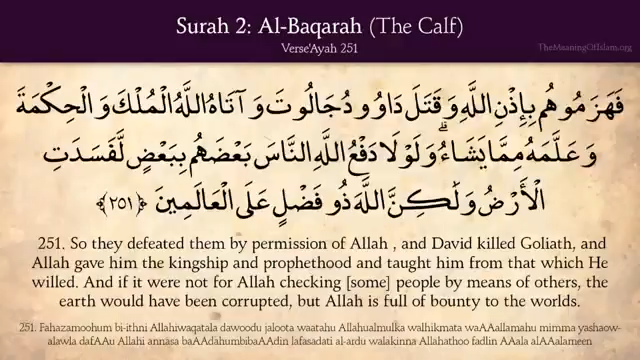 Surah 2: Al-Baqarah (The Calf)
Verse'Ayah 251
TheMeaningOfIslam.org
فَهَزَمُوهُم بِإِذْنِ اللَّهِ وَقَتَلَ دَاوُودُ جَالُوتَ وَآتَاهُ اللَّهُ الْمُلْكَ وَالْحِكْمَةَ
وَعَلَّمَهُ مِمَّا يَشَاءُ ۗ وَلَوْلَا دَفْعُ اللَّهِ النَّاسَ بَعْضَهُم بِبَعْضٍ لَّفَسَدَتِ
الْأَرْضُ وَلَٰكِنَّ اللَّهَ ذُو فَضْلٍ عَلَى الْعَالَمِينَ ﴿٢٥١﴾
251. So they defeated them by permission of Allah , and David killed Goliath, and
Allah gave him the kingship and prophethood and taught him from that which He
willed. And if it were not for Allah checking [some] people by means of others, the
earth would have been corrupted, but Allah is full of bounty to the worlds.
251. Fahazamoohum bi-ithni Allahiwaqatala dawoodu jaloota waatahu Allahualmulka walhikmata waAAallamahu mimma yashaow-
alawla dafAAu Allahi annasa baAAdahumbibaAAdin lafasadati al-ardu walakinna Allahathoo fadlin AAala alAAalameen